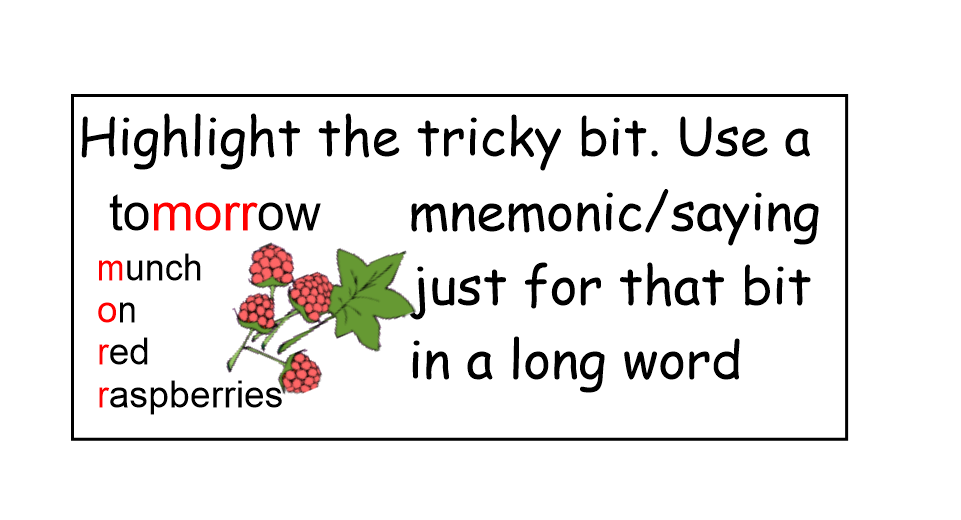 Highlight the tricky bit. Use a
tomorrow
mnemonic/saying
munch
just for that bit
on
red
in a long word
raspberries